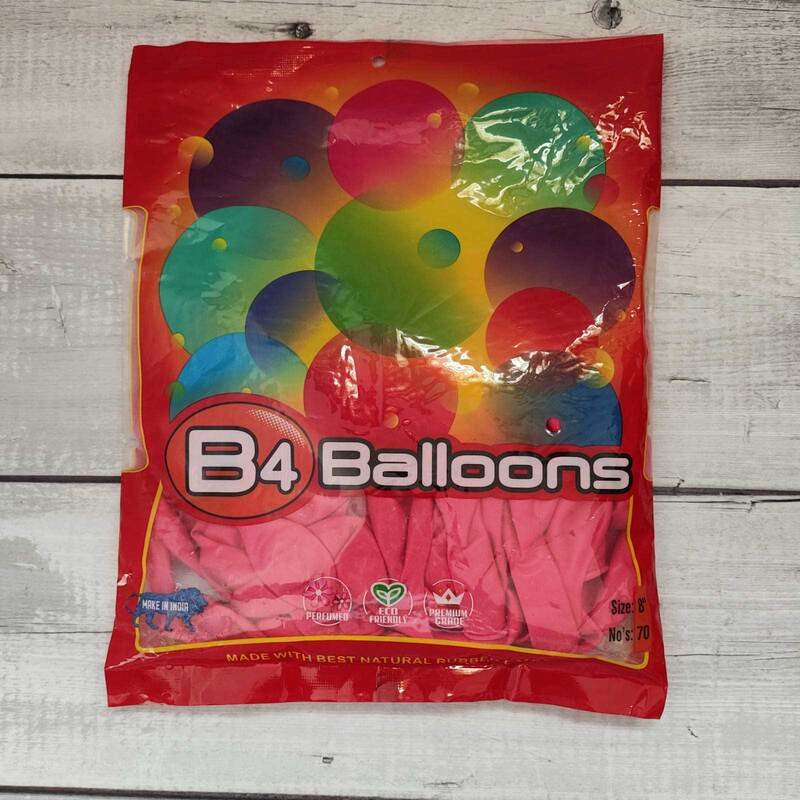 B4 Balloons
MAKE IN INDIA
PERFUMED
ECO
FRIENDLY
PREMIUM
GRADE
Size: 8"
No's: 70
MADE WITH BEST NATURAL RUBBER